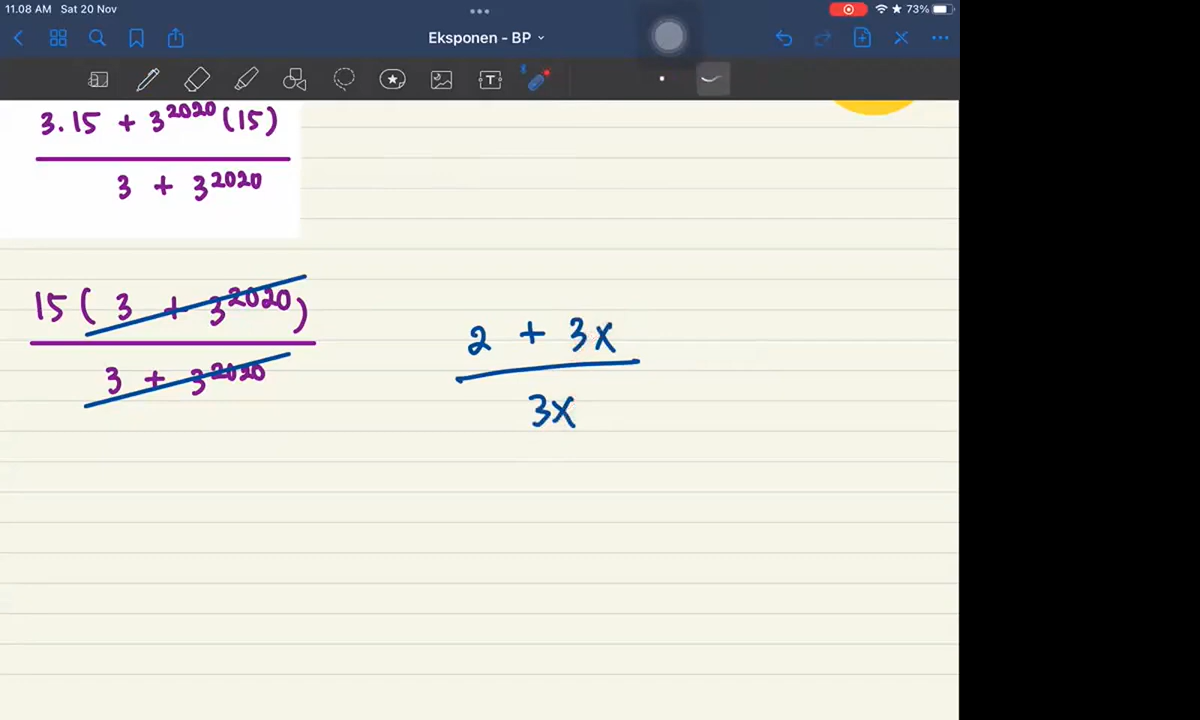 11.08 AM Sat 20 Nov
73%
Eksponen - BP
T
3.15 + 3^2020 (15)
3 + 3^2020
15 ( 3 + 3^2020 )
3 + 3^2020
2 + 3x
3x